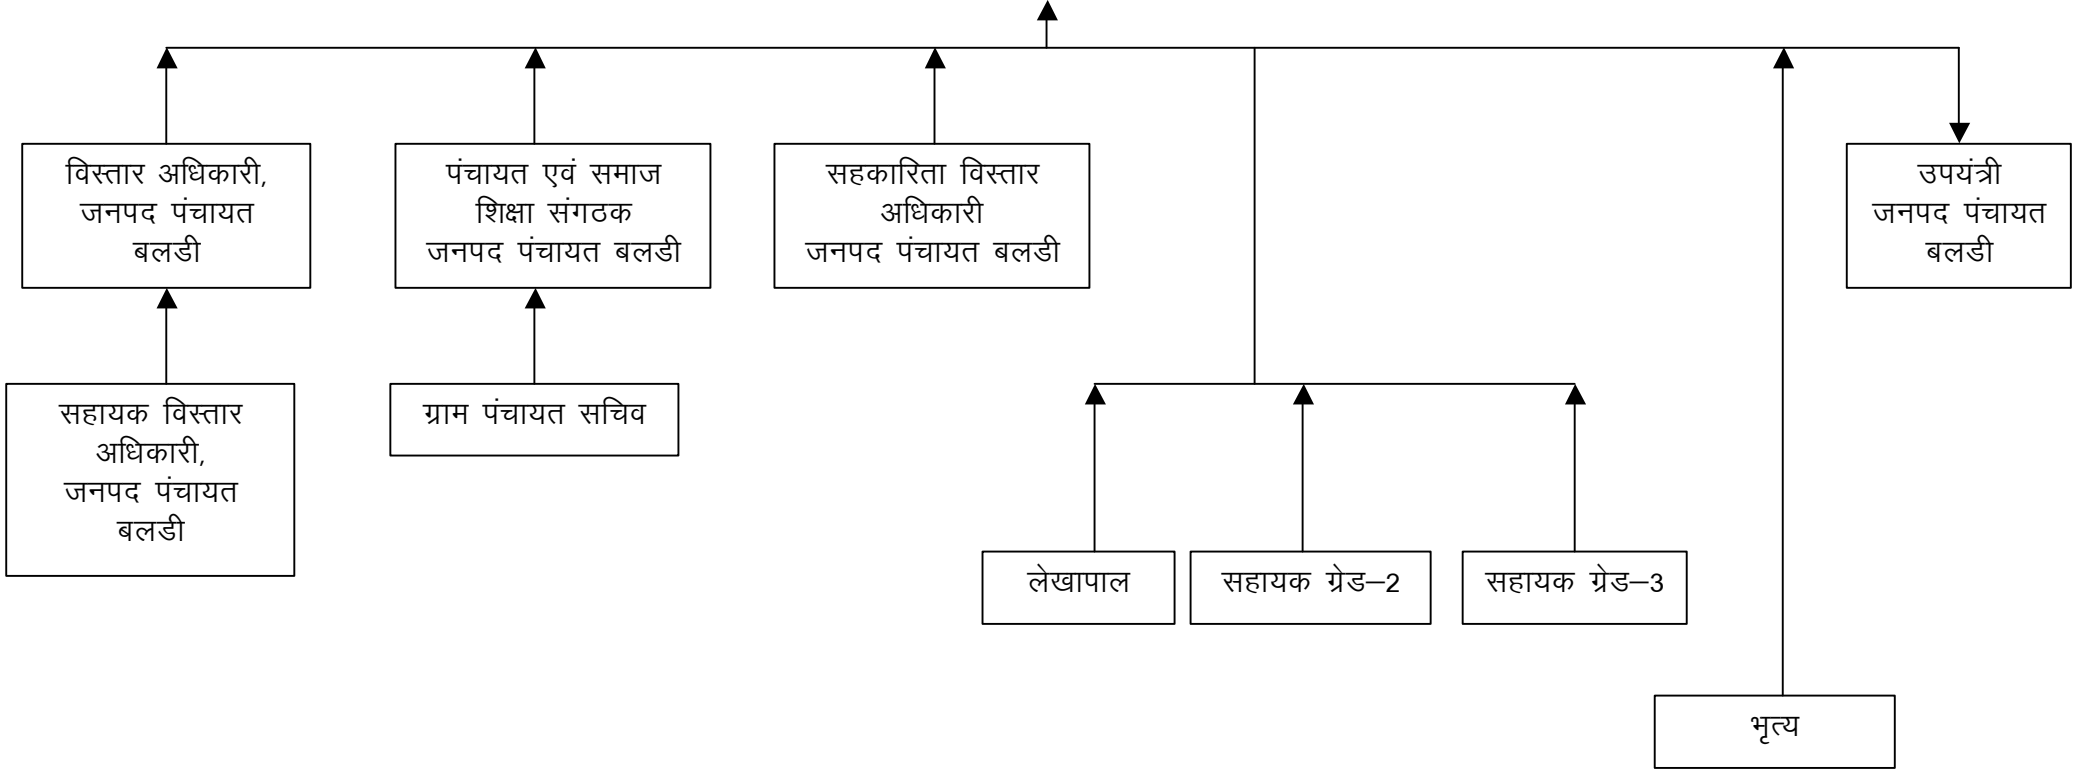 विस्तार अधिकारी,
जनपद पंचायत
बलडी
पंचायत एवं समाज
शिक्षा संगठक
जनपद पंचायत बलडी
सहकारिता विस्तार
अधिकारी
जनपद पंचायत बलडी
उपयंत्री
जनपद पंचायत
बलडी
सहायक विस्तार
अधिकारी,
जनपद पंचायत
बलडी
ग्राम पंचायत सचिव
लेखापाल
सहायक ग्रेड–2
सहायक ग्रेड–3
भृत्य